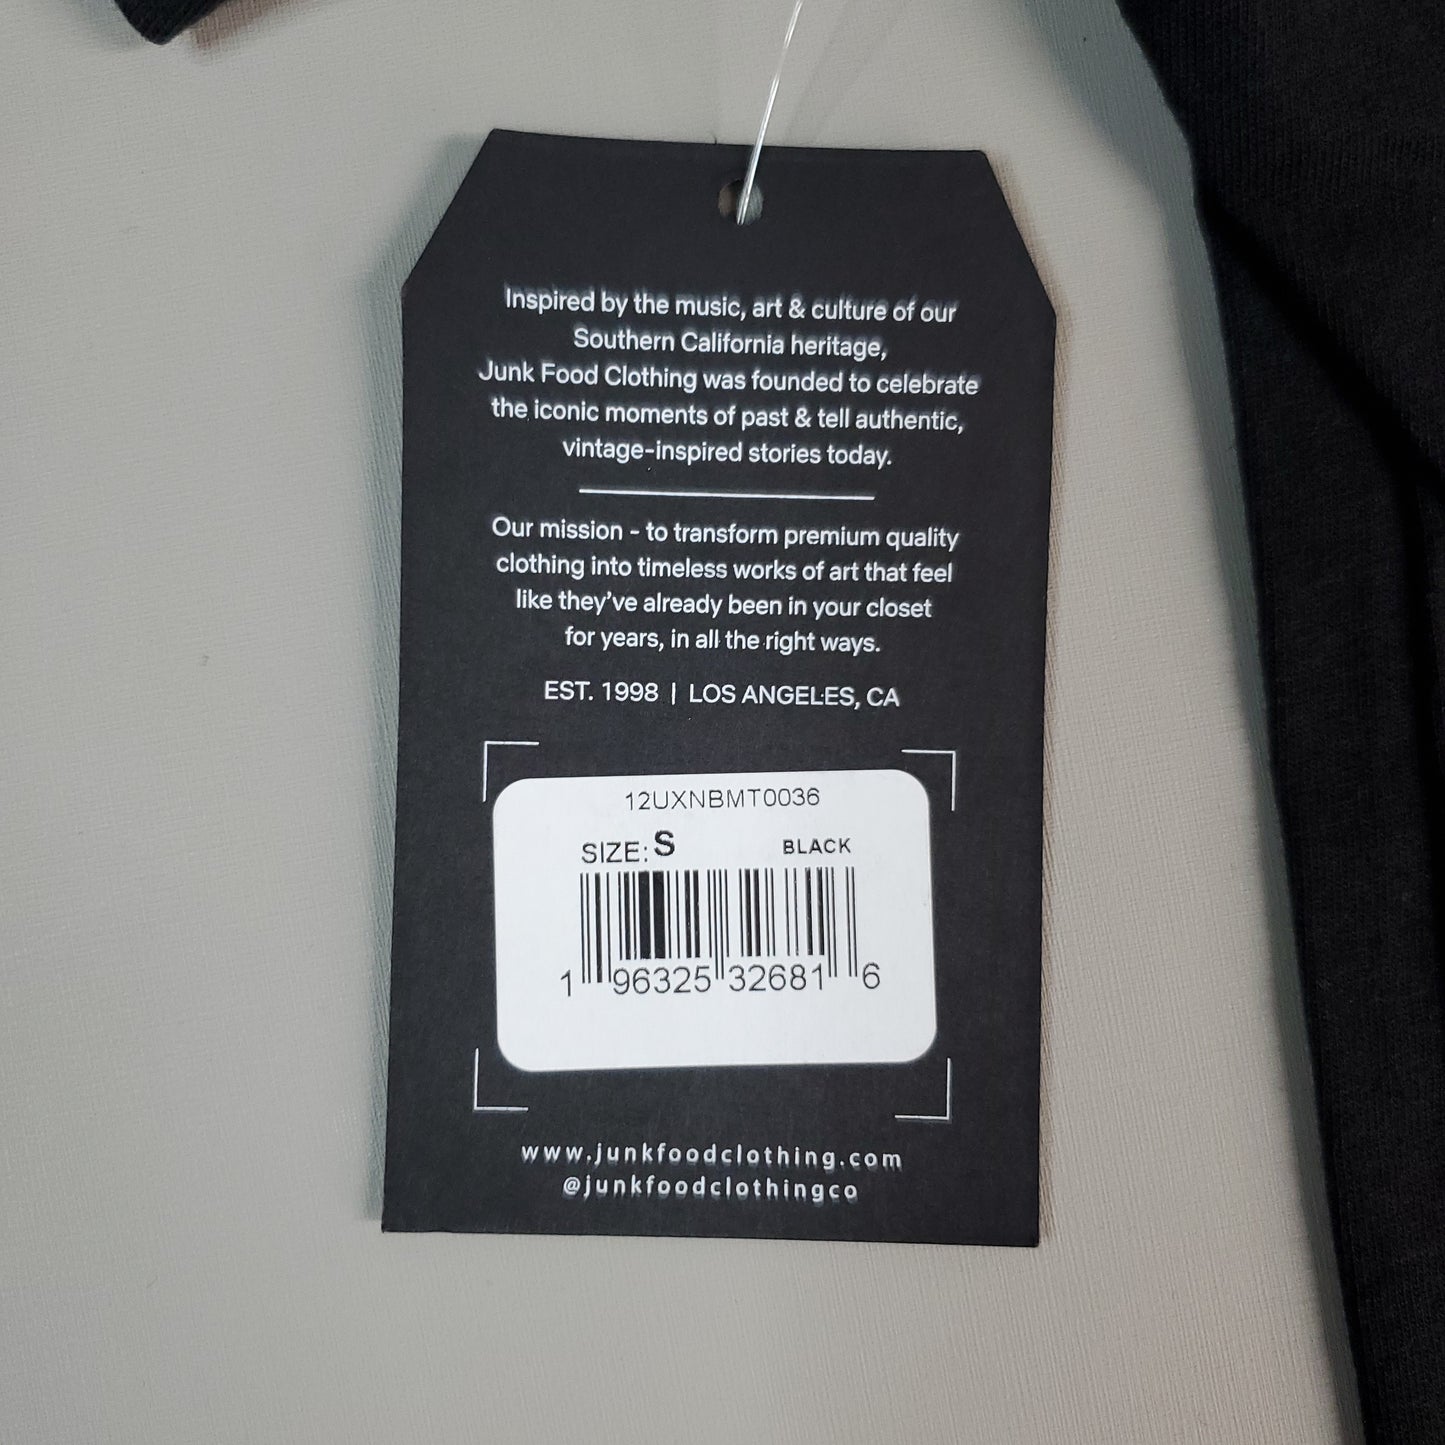 Inspired by the music, art & culture of our
Southern California heritage,
Junk Food Clothing was founded to celebrate
the iconic moments of past & tell authentic,
vintage-inspired stories today.
Our mission - to transform premium quality
clothing into timeless works of art that feel
like they've already been in your closet
for years, in all the right ways.
EST. 1998 | LOS ANGELES, CA
12UXNBMT0036
SIZE: S BLACK
1 96325 32681 6
www.junkfoodclothing.com
@junkfoodclothingco